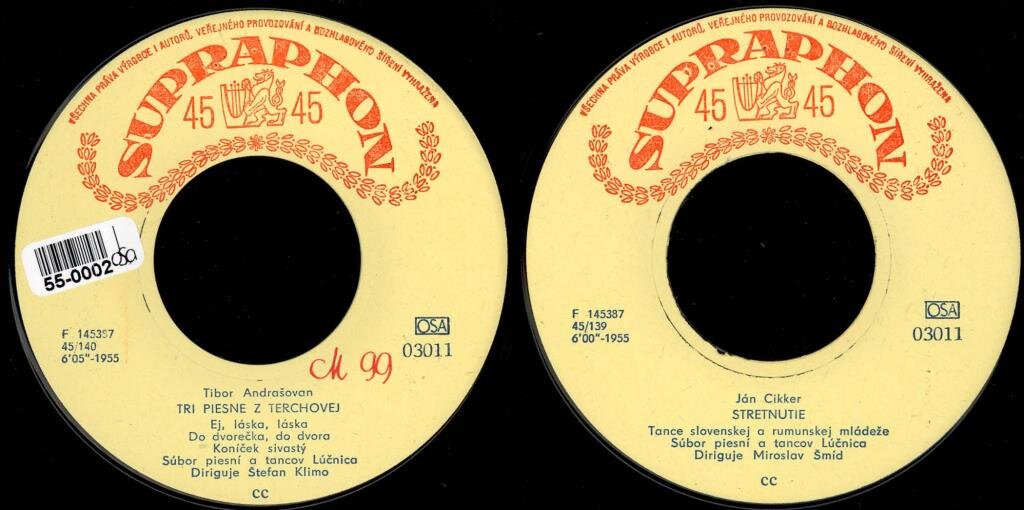 VŠECHNA PRÁVA VÝROBCE I AUTORŮ, VEŘEJNÉHO PROVOZOVÁNÍ A ROZHLASOVÉHO ŠÍŘENÍ VYHRAŽENA
SUPRAPHON
45 45
55-0002
osa
F 145387
45/140
6'05"-1955
OSA
03011
M 99
Tibor Andrašovan
TRI PIESNE Z TERCHOVEJ
Ej, láska, láska
Do dvorečka, do dvora
Koníček sivastý
Súbor piesní a tancov Lúčnica
Diriguje Štefan Klimo
cc
VŠECHNA PRÁVA VÝROBCE I AUTORŮ, VEŘEJNÉHO PROVOZOVÁNÍ A ROZHLASOVÉHO ŠÍŘENÍ VYHRAŽENA
SUPRAPHON
45 45
F 145387
45/139
6'00"-1955
OSA
03011
Ján Cikker
STRETNUTIE
Tance slovenskej a rumunskej mládeže
Súbor piesní a tancov Lúčnica
Diriguje Miroslav Šmíd
cc